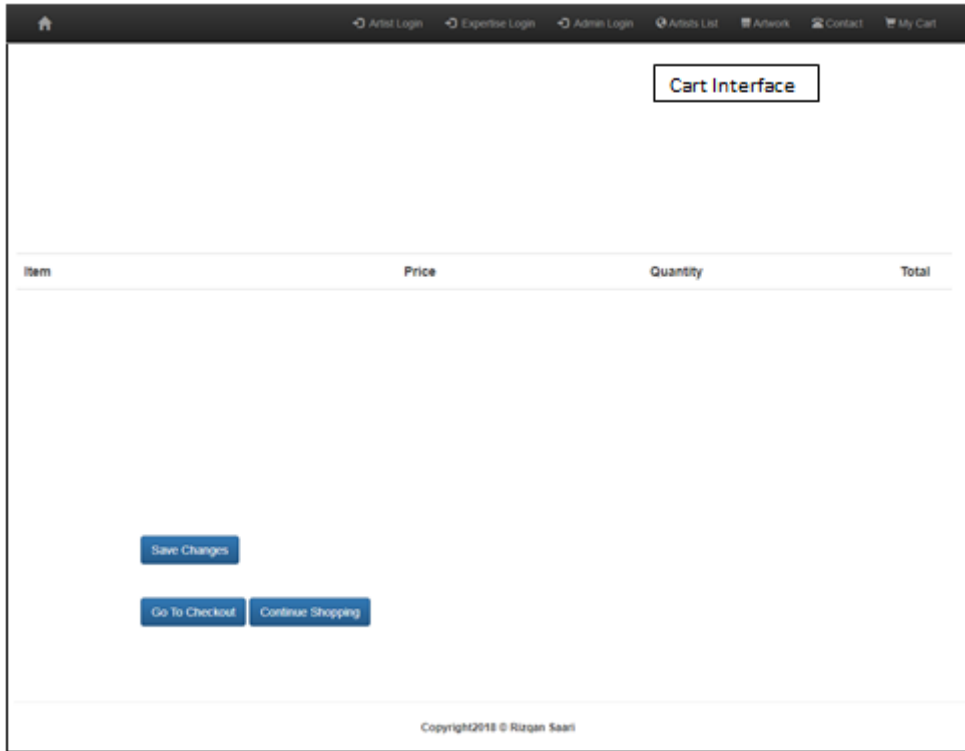 Artist Login Expertise Login Admin Login Artists List Artwork Contact My Cart
Cart Interface
Item Price Quantity Total
Save Changes
Go To Checkout Continue Shopping
Copyright2018 © Rizqan Saari